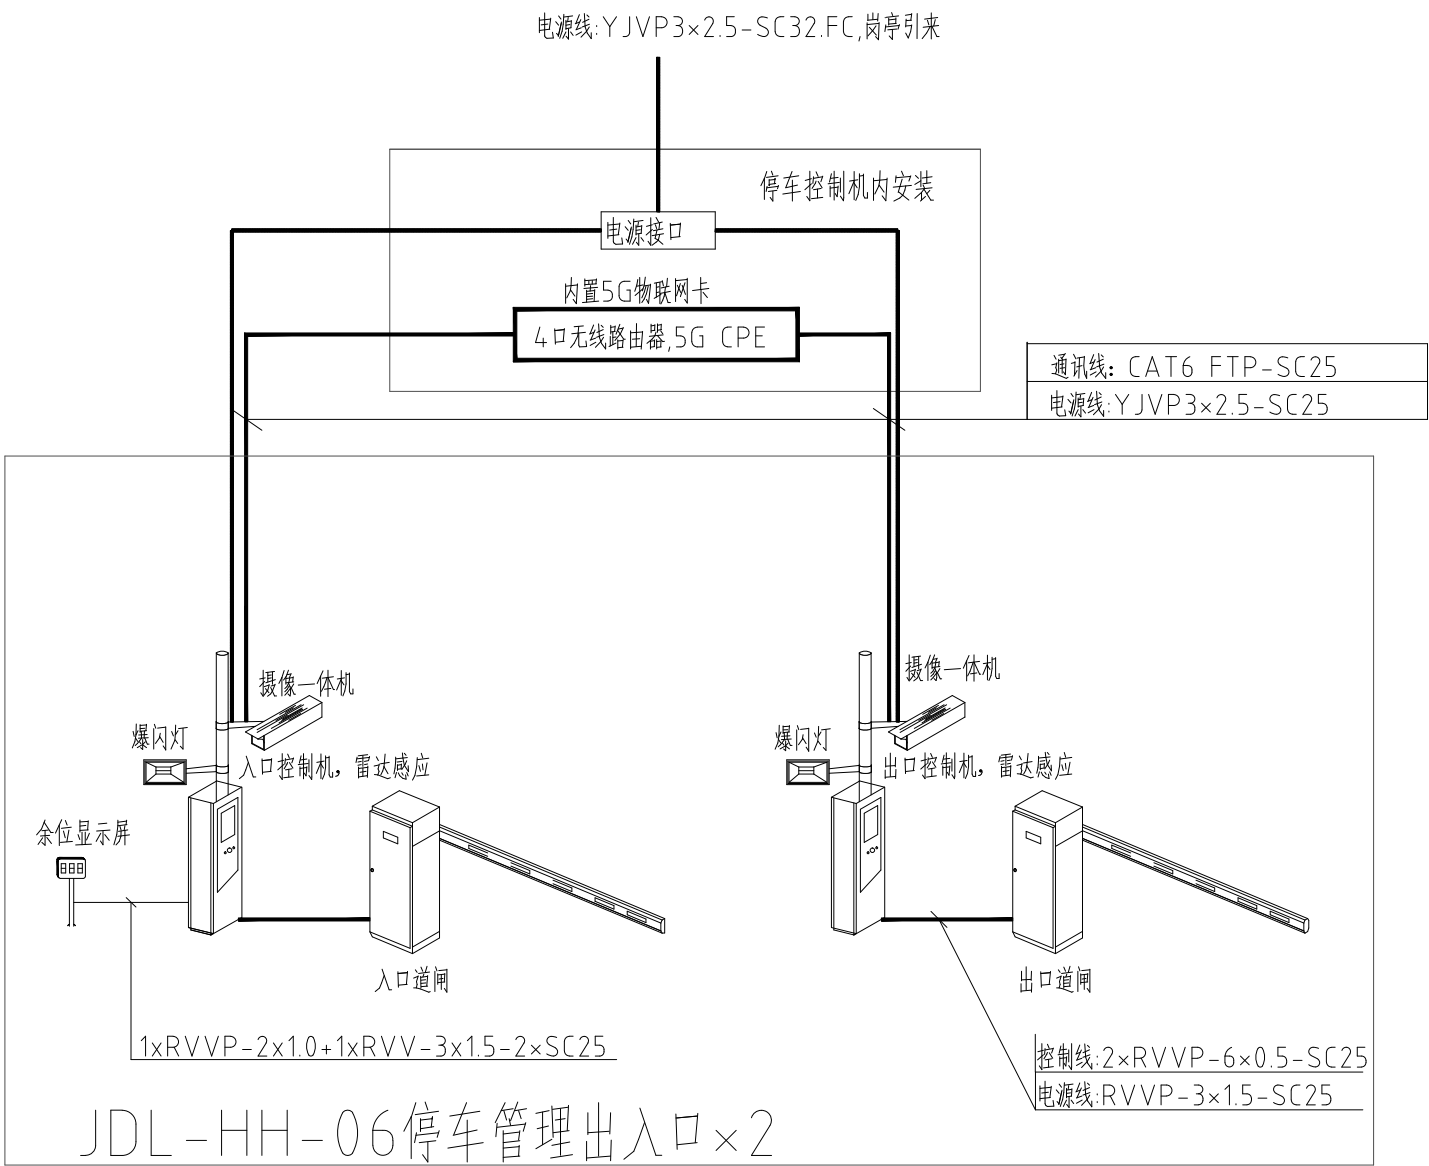 电源线:YJVP3×2.5-SC32.FC,岗亭引来
停车控制机内安装
电源接口
内置5G物联网卡
4口无线路由器,5G CPE
通讯线: CAT6 FTP-SC25
电源线:YJVP3×2.5-SC25
摄像一体机
爆闪灯
入口控制机，雷达感应
余位显示屏
888
入口道闸
1xRVVP-2x1.0+1xRVV-3x1.5-2×SC25
摄像一体机
爆闪灯
出口控制机，雷达感应
出口道闸
控制线:2×RVVP-6×0.5-SC25
电源线:RVVP-3×1.5-SC25
JDL-HH-06停车管理出入口×2